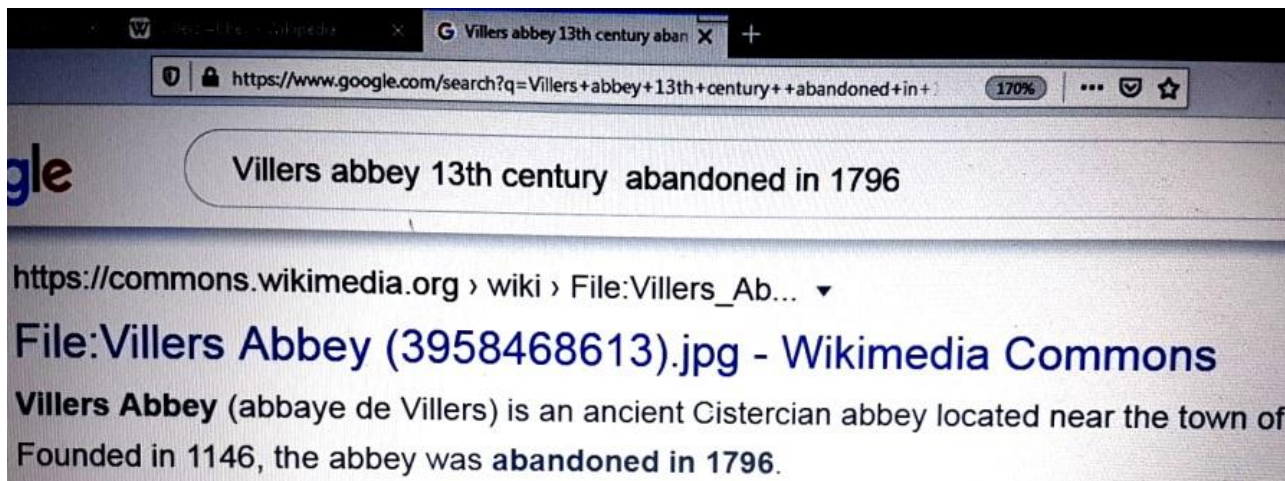 Villers abbey 13th century aban
https://www.google.com/search?q=Villers+abbey+13th+century++abandoned+in+1
170%
gle
Villers abbey 13th century  abandoned in 1796
https://commons.wikimedia.org › wiki › File:Villers_Ab...
File:Villers Abbey (3958468613).jpg - Wikimedia Commons
Villers Abbey (abbaye de Villers) is an ancient Cistercian abbey located near the town of
Founded in 1146, the abbey was abandoned in 1796.